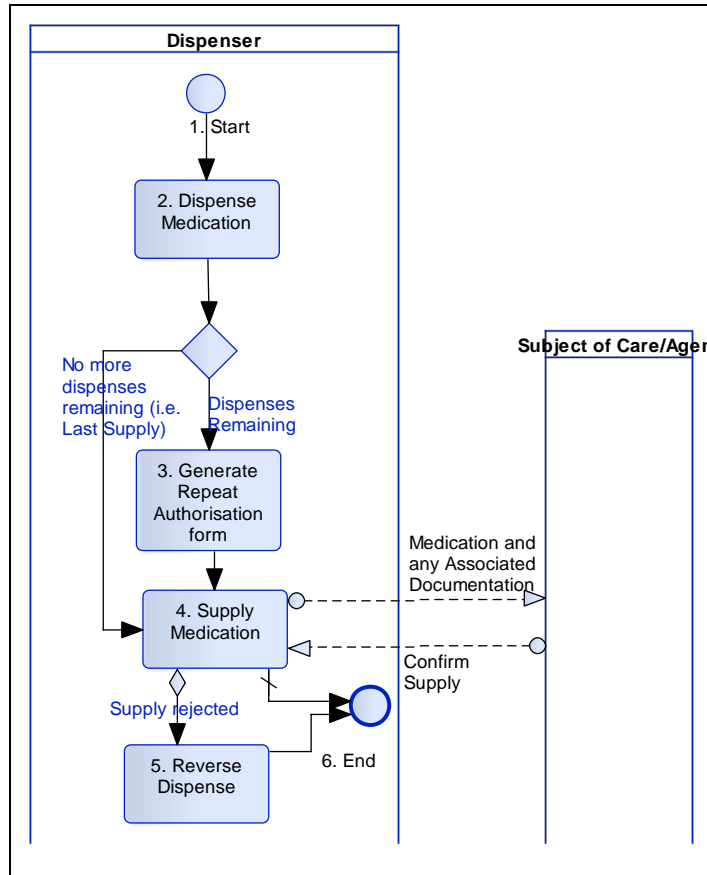 Dispenser
1. Start
2. Dispense
Medication
No more
dispenses
remaining (i.e.
Last Supply)
Dispenses
Remaining
Subject of Care/Agen
3. Generate
Repeat
Authorisation
form
Medication and
any Associated
Documentation
4. Supply
Medication
Confirm
Supply
Supply rejected
5. Reverse
Dispense
6. End